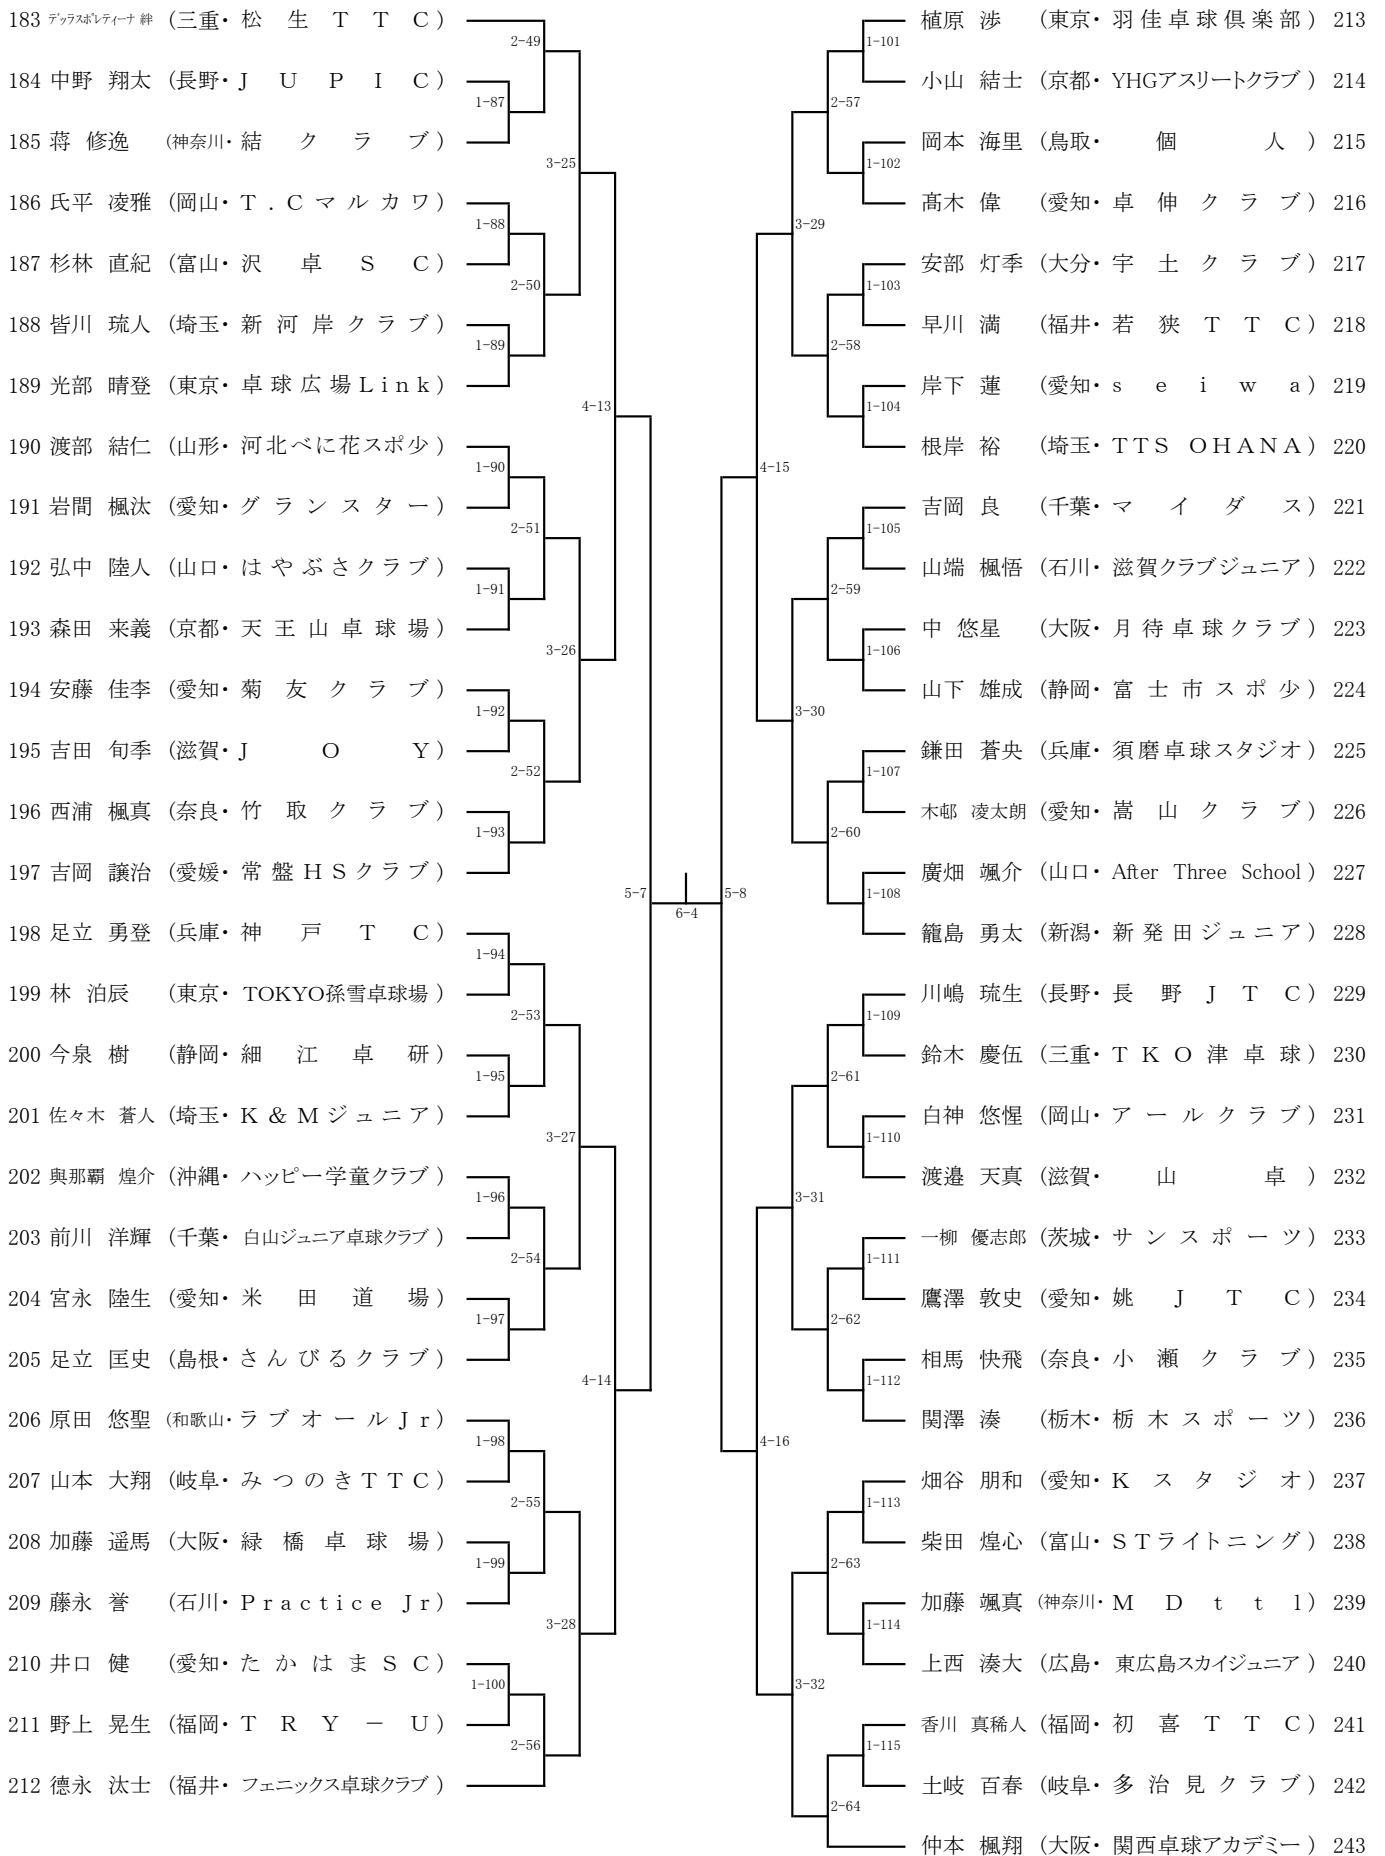 183 デッラスポレティーナ 絆 (三重・松生TTC)
2-49
184 中野 翔太 (長野・JUPIC)
1-87
185 蒋 修逸 (神奈川・結クラブ)
3-25
186 氏平 凌雅 (岡山・T.Cマルカワ)
1-88
187 杉林 直紀 (富山・沢卓SC)
2-50
188 皆川 琉人 (埼玉・新河岸クラブ)
1-89
189 光部 晴登 (東京・卓球広場Link)
4-13
190 渡部 結仁 (山形・河北べに花スポ少)
1-90
191 岩間 楓汰 (愛知・グランスター)
2-51
192 弘中 陸人 (山口・はやぶさクラブ)
1-91
193 森田 来義 (京都・天王山卓球場)
3-26
194 安藤 佳李 (愛知・菊友クラブ)
1-92
195 吉田 旬季 (滋賀・JOY)
2-52
196 西浦 楓真 (奈良・竹取クラブ)
1-93
197 吉岡 譲治 (愛媛・常盤HSクラブ)
5-7
6-4
198 足立 勇登 (兵庫・神戸TC)
1-94
199 林 泊辰 (東京・TOKYO孫雪卓球場)
2-53
200 今泉 樹 (静岡・細江卓研)
1-95
201 佐々木 蒼人 (埼玉・K&Mジュニア)
3-27
202 與那覇 煌介 (沖縄・ハッピー学童クラブ)
1-96
203 前川 洋輝 (千葉・白山ジュニア卓球クラブ)
2-54
204 宮永 陸生 (愛知・米田道場)
1-97
205 足立 匡史 (島根・さんびるクラブ)
4-14
206 原田 悠聖 (和歌山・ラブオールJr)
1-98
207 山本 大翔 (岐阜・みつのきTTC)
2-55
208 加藤 遥馬 (大阪・緑橋卓球場)
1-99
209 藤永 誉 (石川・Practice Jr)
3-28
210 井口 健 (愛知・たかはまSC)
1-100
211 野上 晃生 (福岡・TRY-U)
2-56
212 德永 汰士 (福井・フェニックス卓球クラブ)
植原 渉 (東京・羽佳卓球倶楽部) 213
1-101
小山 結士 (京都・YHGアスリートクラブ) 214
2-57
岡本 海里 (鳥取・個人) 215
1-102
髙木 偉 (愛知・卓伸クラブ) 216
3-29
安部 灯季 (大分・宇土クラブ) 217
1-103
早川 満 (福井・若狭TTC) 218
2-58
岸下 蓮 (愛知・seiwa) 219
1-104
根岸 裕 (埼玉・TTS OHANA) 220
4-15
吉岡 良 (千葉・マイダス) 221
1-105
山端 楓悟 (石川・滋賀クラブジュニア) 222
2-59
中 悠星 (大阪・月待卓球クラブ) 223
1-106
山下 雄成 (静岡・富士市スポ少) 224
3-30
鎌田 蒼央 (兵庫・須磨卓球スタジオ) 225
1-107
木邨 凌太朗 (愛知・嵩山クラブ) 226
2-60
廣畑 颯介 (山口・After Three School) 227
1-108
5-8
籠島 勇太 (新潟・新発田ジュニア) 228
川嶋 琉生 (長野・長野JTC) 229
1-109
鈴木 慶伍 (三重・TKO津卓球) 230
2-61
白神 悠惺 (岡山・アールクラブ) 231
1-110
渡邉 天真 (滋賀・山卓) 232
3-31
一柳 優志郎 (茨城・サンスポーツ) 233
1-111
鷹澤 敦史 (愛知・姚JTC) 234
2-62
相馬 快飛 (奈良・小瀬クラブ) 235
1-112
関澤 湊 (栃木・栃木スポーツ) 236
4-16
畑谷 朋和 (愛知・Kスタジオ) 237
1-113
柴田 煌心 (富山・STライトニング) 238
2-63
加藤 颯真 (神奈川・MDttl) 239
1-114
上西 湊大 (広島・東広島スカイジュニア) 240
3-32
香川 真稀人 (福岡・初喜TTC) 241
1-115
土岐 百春 (岐阜・多治見クラブ) 242
2-64
仲本 楓翔 (大阪・関西卓球アカデミー) 243